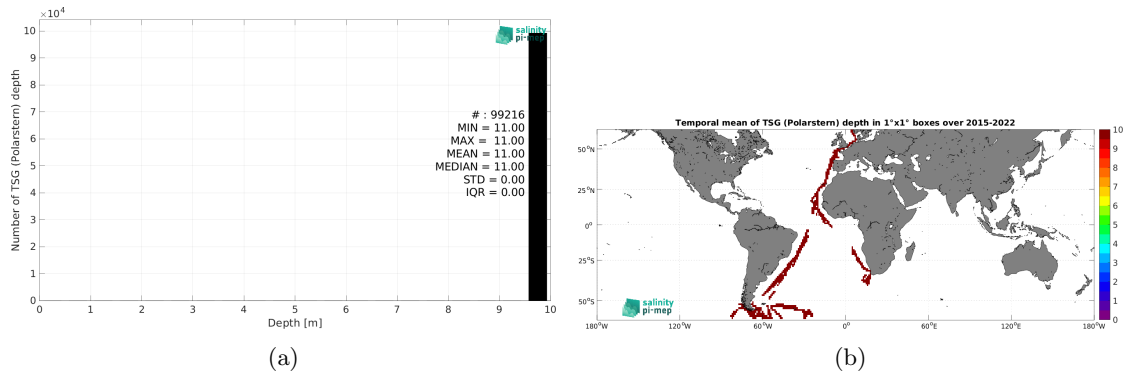 ×10⁴
10
9
8
7
6
5
4
3
2
1
0
Number of TSG (Polarstern) depth
salinity
pi-mep
# : 99216
MIN = 11.00
MAX = 11.00
MEAN = 11.00
MEDIAN = 11.00
STD = 0.00
IQR = 0.00
0 1 2 3 4 5 6 7 8 9 10
Depth [m]
(a)
Temporal mean of TSG (Polarstern) depth in 1°x1° boxes over 2015-2022
50°N
25°N
0°
25°S
50°S
salinity
pi-mep
180°W 120°W 60°W 0° 60°E 120°E 180°W
10
9
8
7
6
5
4
3
2
1
0
(b)